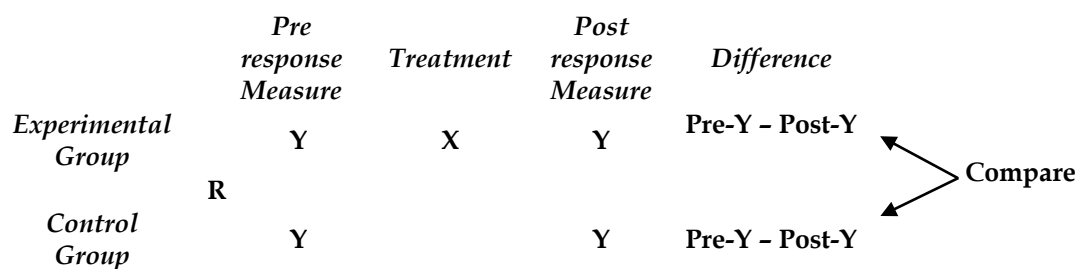 Pre Post
response Treatment response Difference
Measure Measure
Experimental
Group Y X Y Pre-Y – Post-Y
Compare
R
Control
Group Y Y Pre-Y – Post-Y